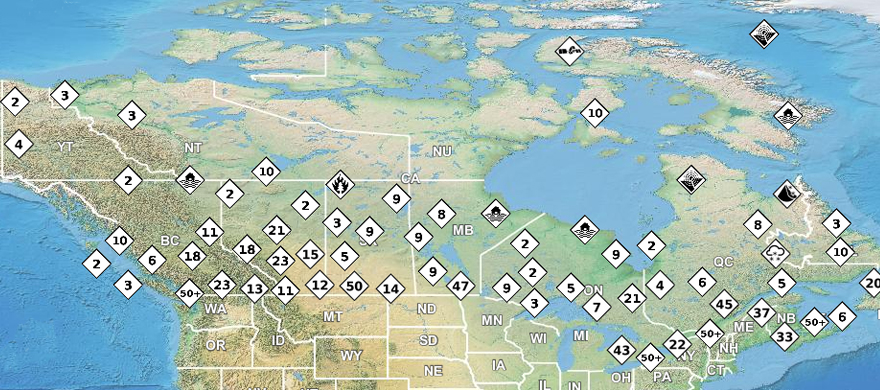 10
2
3
3
4
YT
NT
NU
10
CA
2
2
9
2
8
3
8
3
11
21
9
MB
10
BC
18
9
2
2
9
10
6
18
23
15
5
QC
2
9
2
3
50+
23
13
11
12
50
14
47
9
3
5
ON
7
21
4
6
45
5
20
WA
MT
ND
MN
37
NB
50+
6
OR
ID
SD
WI
MI
ME
33
WY
43
50+
22
NY
50+
NH
NE
IA
IL
IN
OH
PA
CT